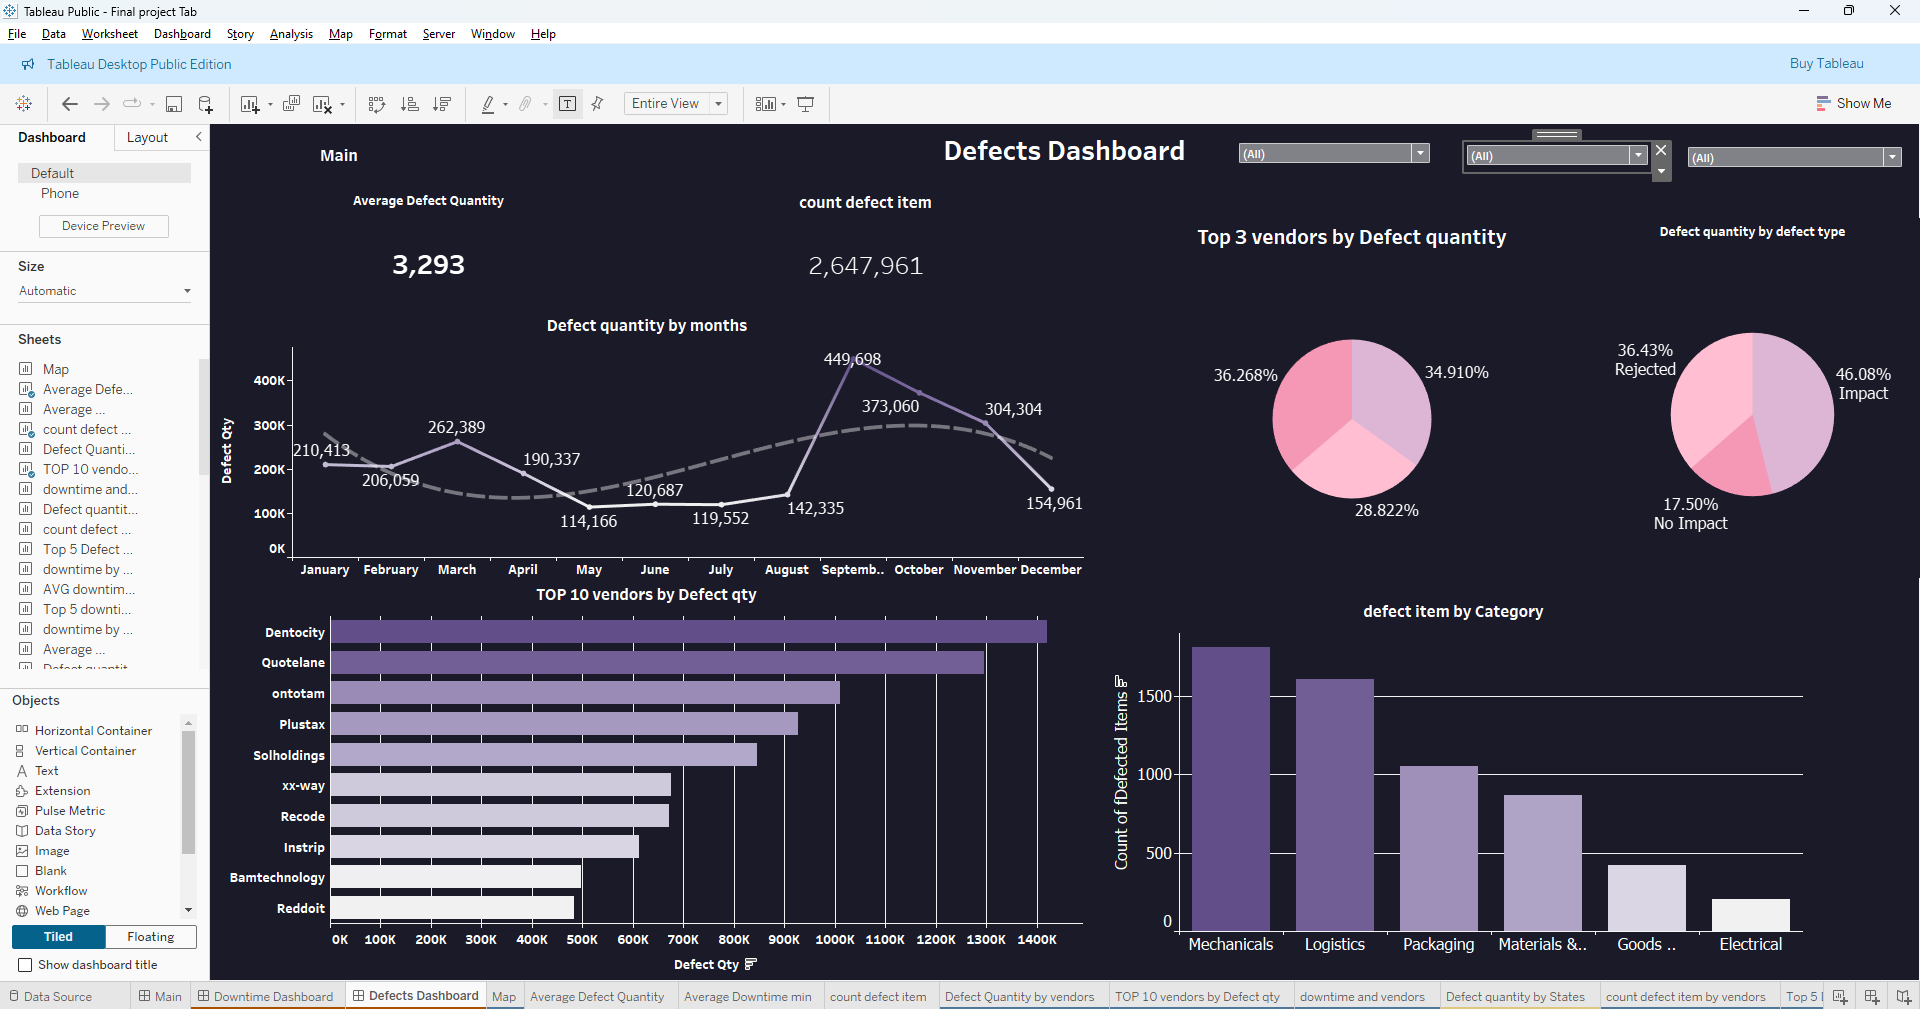 Tableau Public - Final project Tab
File Data Worksheet Dashboard Story Analysis Map Format Server Window Help
Tableau Desktop Public Edition
Buy Tableau
Entire View
Show Me
Dashboard Layout
Default
Phone
Device Preview
Size
Automatic
Sheets
Map
Average Defe...
Average ...
count defect ...
Defect Quanti...
TOP 10 vendo...
downtime and...
Defect quantit...
count defect ...
Top 5 Defect ...
downtime by ...
AVG downtim...
Top 5 downti...
downtime by ...
Average ...
Defect quantit
Objects
Horizontal Container
Vertical Container
Text
Extension
Pulse Metric
Data Story
Image
Blank
Workflow
Web Page
Tiled Floating
Show dashboard title
Main
Defects Dashboard
(All)
(All)
(All)
Average Defect Quantity
3,293
count defect item
2,647,961
Top 3 vendors by Defect quantity
36.268%
34.910%
28.822%
Defect quantity by defect type
36.43%
Rejected
46.08%
Impact
17.50%
No Impact
Defect quantity by months
Defect Qty
400K
300K
200K
100K
0K
210,413
206,059
262,389
190,337
114,166
120,687
119,552
142,335
449,698
373,060
304,304
154,961
January February March April May June July August Septemb.. October November December
TOP 10 vendors by Defect qty
Dentocity
Quotelane
ontotam
Plustax
Solholdings
xx-way
Recode
Instrip
Bamtechnology
Reddoit
0K 100K 200K 300K 400K 500K 600K 700K 800K 900K 1000K 1100K 1200K 1300K 1400K
Defect Qty
defect item by Category
Count of fDefected Items
1500
1000
500
0
Mechanicals Logistics Packaging Materials &.. Goods .. Electrical
Data Source Main Downtime Dashboard Defects Dashboard Map Average Defect Quantity Average Downtime min count defect item Defect Quantity by vendors TOP 10 vendors by Defect qty downtime and vendors Defect quantity by States count defect item by vendors Top 5